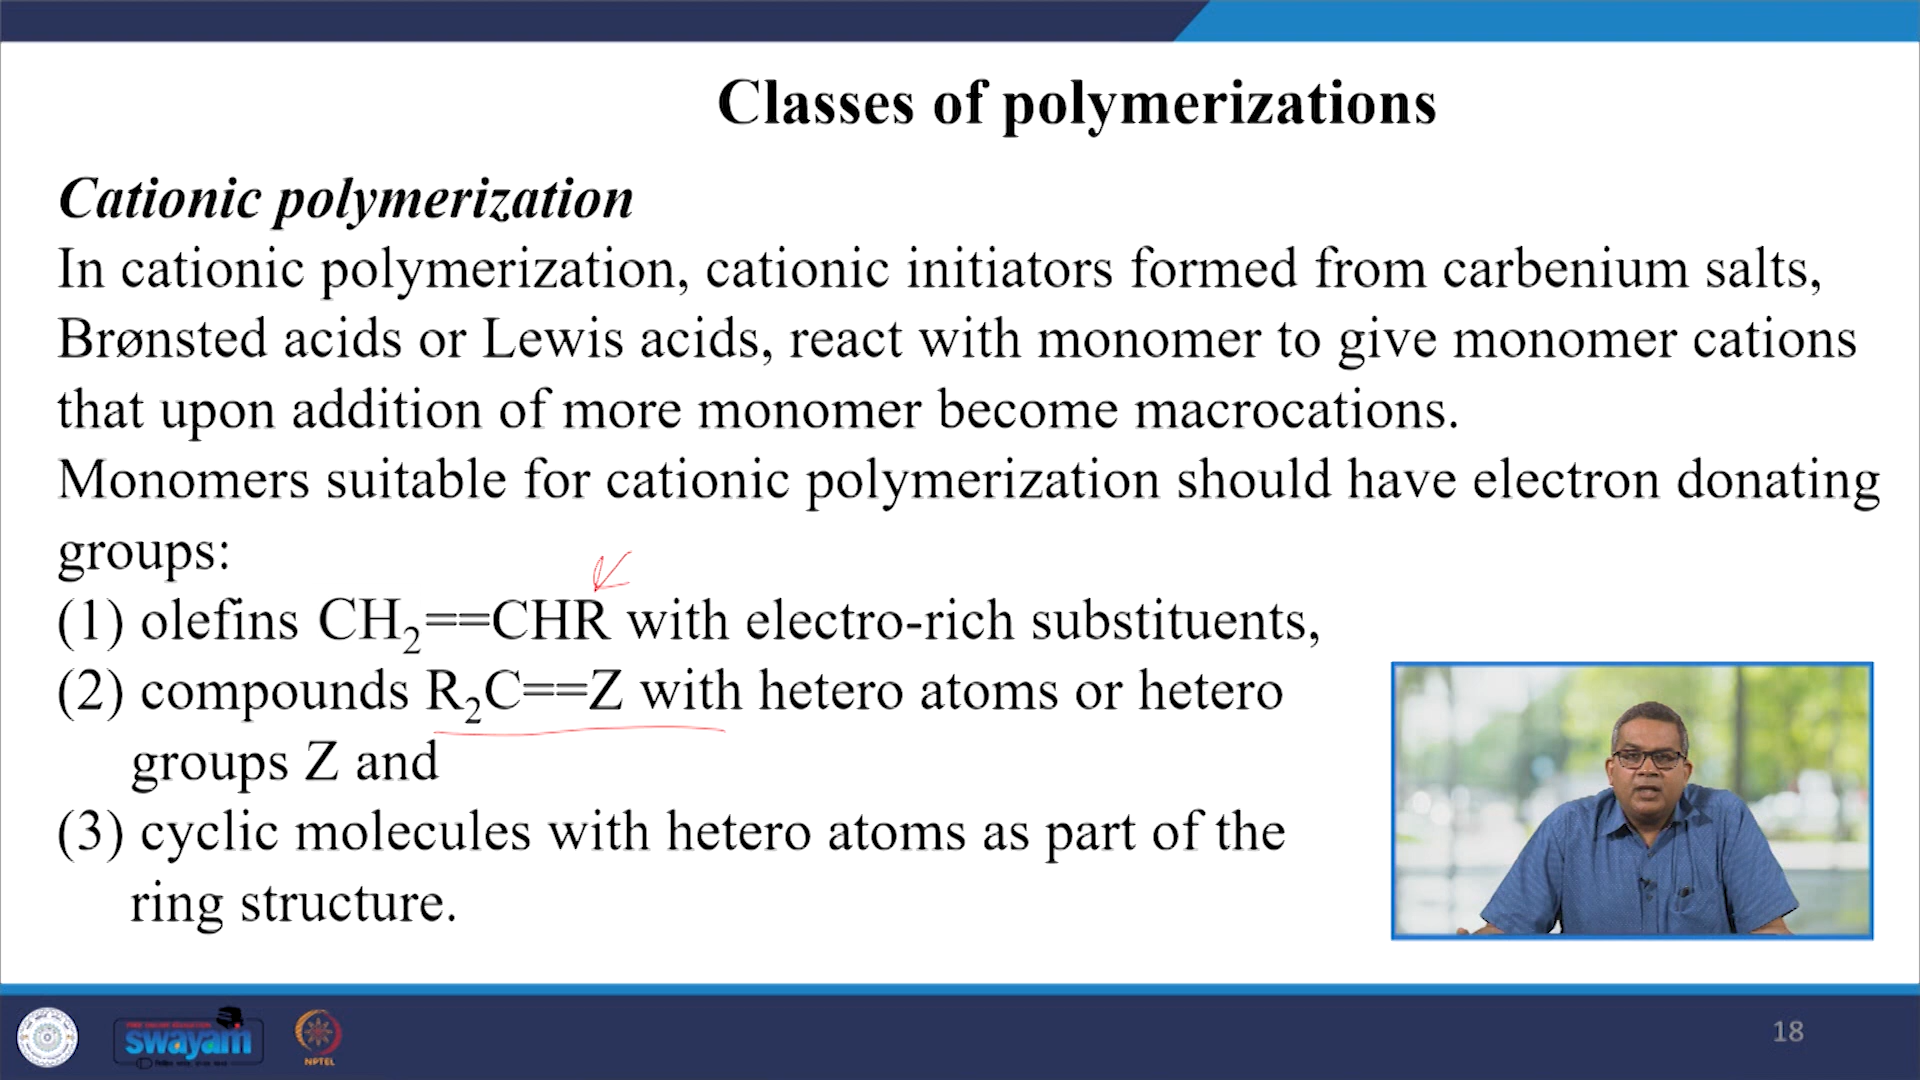 Classes of polymerizations
Cationic polymerization
In cationic polymerization, cationic initiators formed from carbenium salts,
Brønsted acids or Lewis acids, react with monomer to give monomer cations
that upon addition of more monomer become macrocations.
Monomers suitable for cationic polymerization should have electron donating
groups:
(1) olefins CH₂==CHR with electro-rich substituents,
(2) compounds R₂C==Z with hetero atoms or hetero
groups Z and
(3) cyclic molecules with hetero atoms as part of the
ring structure.
swayam
NPTEL
18